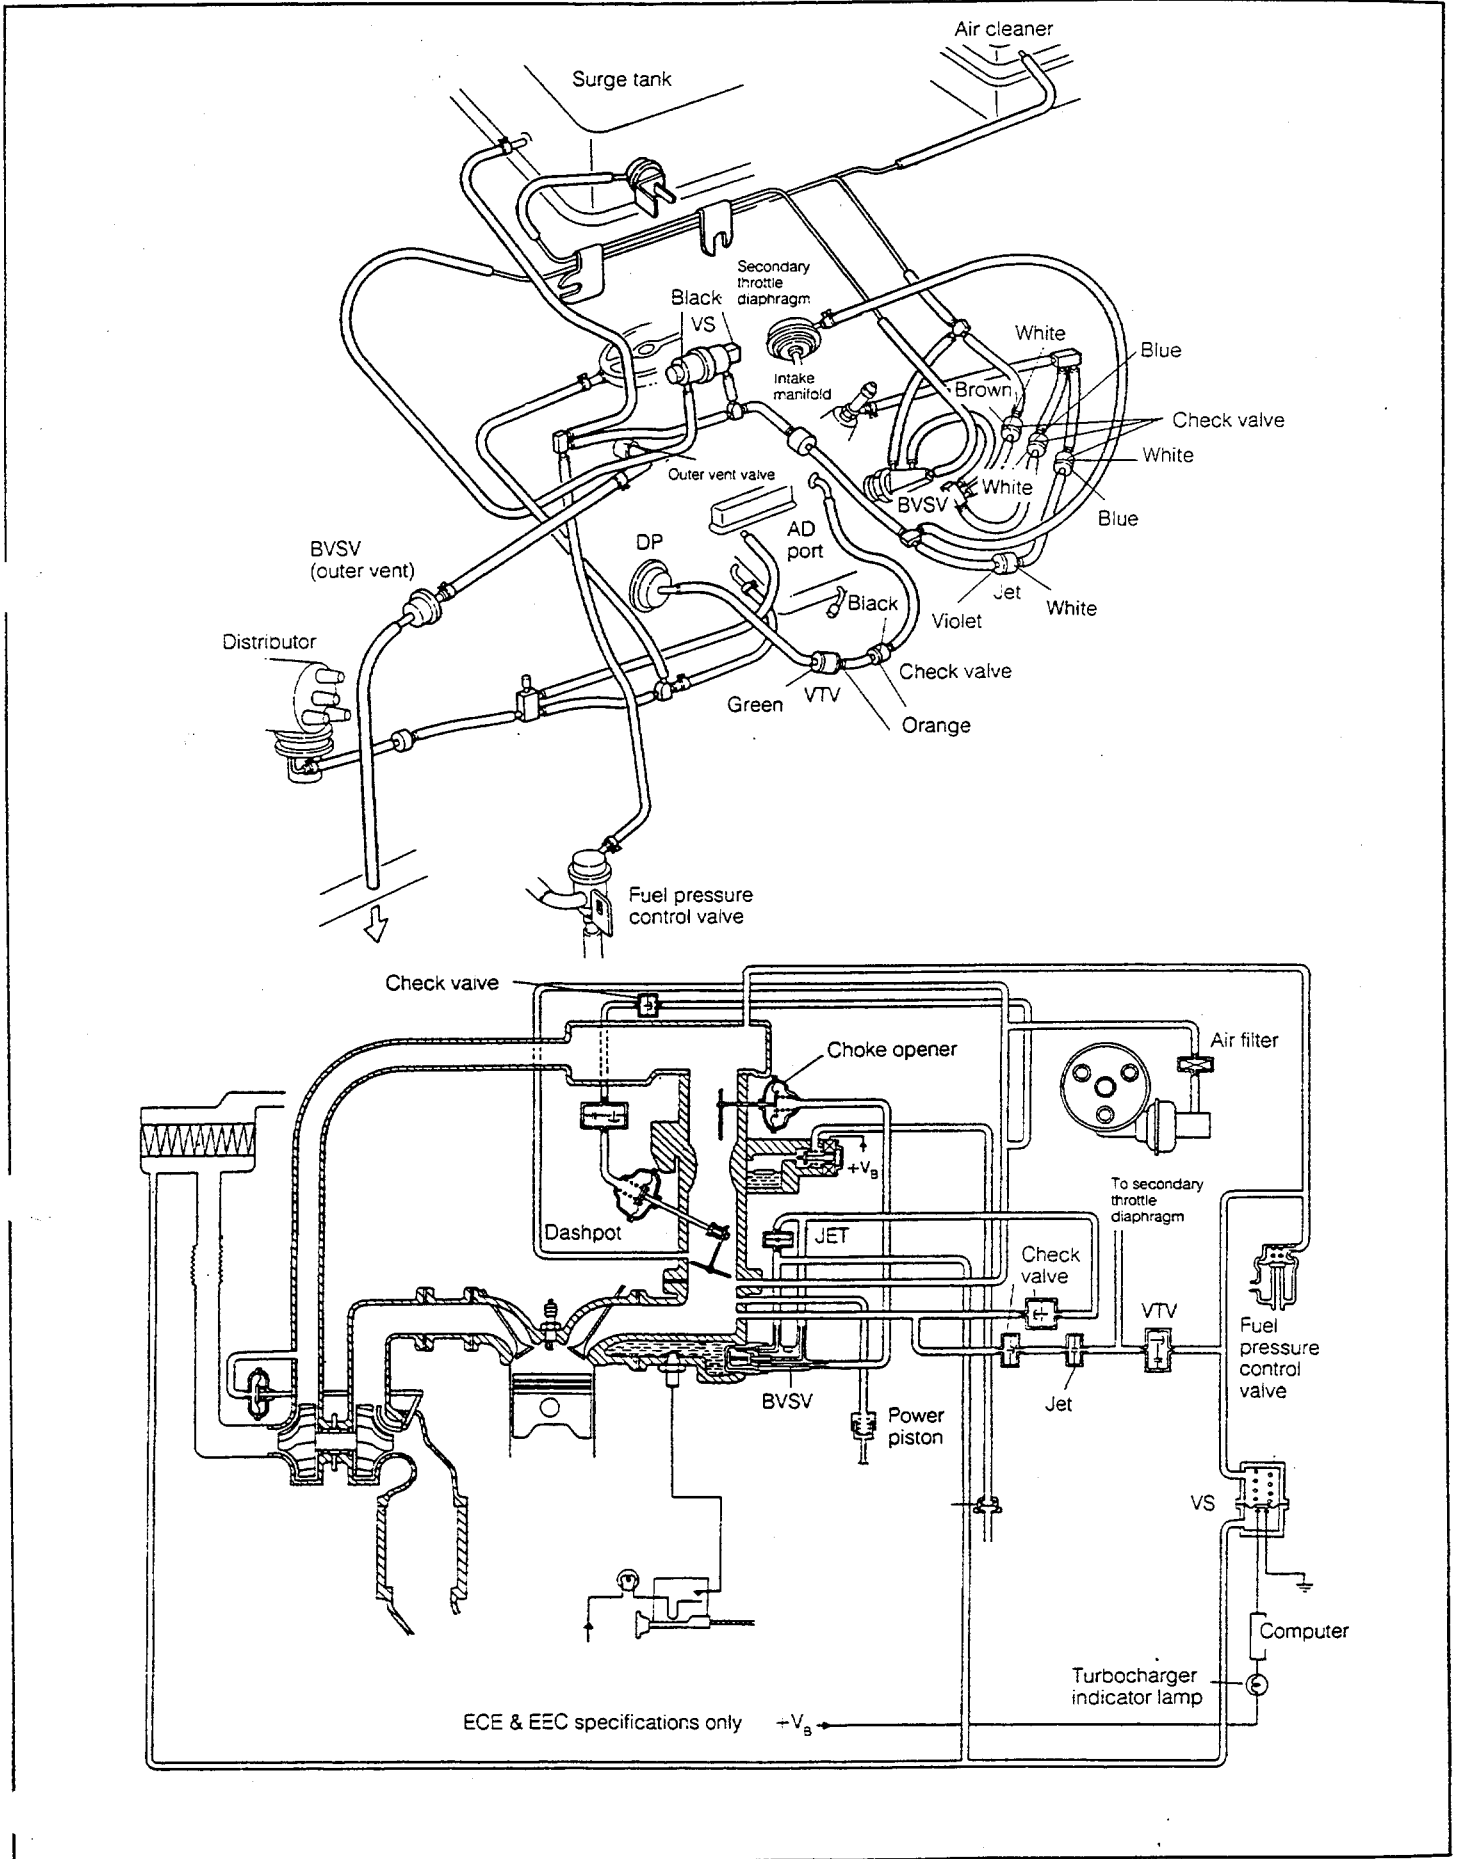 Air cleaner
Surge tank
Secondary
throttle
diaphragm
Black
VS
White
Blue
Intake
manifold
Brown
Check valve
White
Outer vent valve
White
BVSV
Blue
AD
port
DP
BVSV
(outer vent)
Black
Jet
White
Violet
Distributor
Check valve
Green
VTV
Orange
Fuel pressure
control valve
Check valve
Choke opener
Air filter
+VB
To secondary
throttle
diaphragm
Dashpot
JET
Check
valve
VTV
Fuel
pressure
control
valve
BVSV
Jet
Power
piston
VS
Computer
Turbocharger
indicator lamp
ECE & EEC specifications only +VB